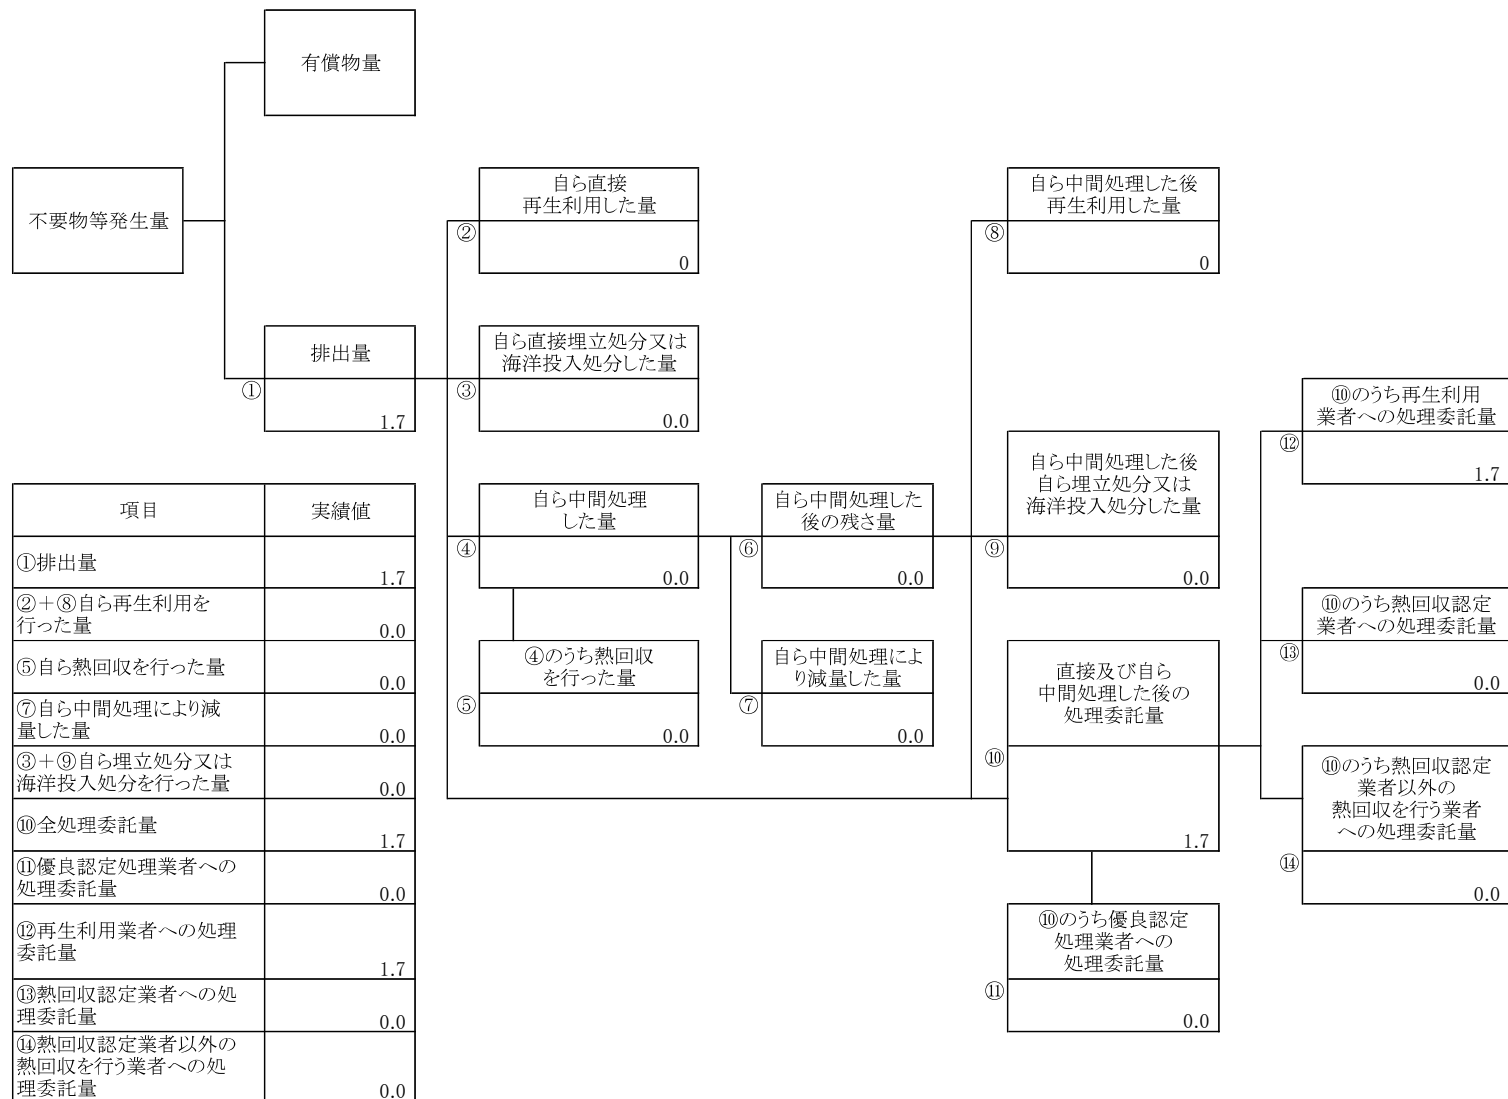 有償物量
不要物等発生量
自ら直接
再生利用した量
②
0
自ら中間処理した後
再生利用した量
⑧
0
排出量
①
1.7
自ら直接埋立処分又は
海洋投入処分した量
③
0.0
⑩のうち再生利用
業者への処理委託量
⑫
1.7
自ら中間処理
した量
④
0.0
自ら中間処理した
後の残さ量
⑥
0.0
自ら中間処理した後
自ら埋立処分又は
海洋投入処分した量
⑨
0.0
⑩のうち熱回収認定
業者への処理委託量
⑬
0.0
④のうち熱回収
を行った量
⑤
0.0
自ら中間処理によ
り減量した量
⑦
0.0
直接及び自ら
中間処理した後の
処理委託量
⑩
1.7
⑩のうち熱回収認定
業者以外の
熱回収を行う業者
への処理委託量
⑭
0.0
⑩のうち優良認定
処理業者への
処理委託量
⑪
0.0
項目
実績値
①排出量
1.7
②+⑧自ら再生利用を
行った量
0.0
⑤自ら熱回収を行った量
0.0
⑦自ら中間処理により減
量した量
0.0
③+⑨自ら埋立処分又は
海洋投入処分を行った量
0.0
⑩全処理委託量
1.7
⑪優良認定処理業者への
処理委託量
0.0
⑫再生利用業者への処理
委託量
1.7
⑬熱回収認定業者への処
理委託量
0.0
⑭熱回収認定業者以外の
熱回収を行う業者への処
理委託量
0.0